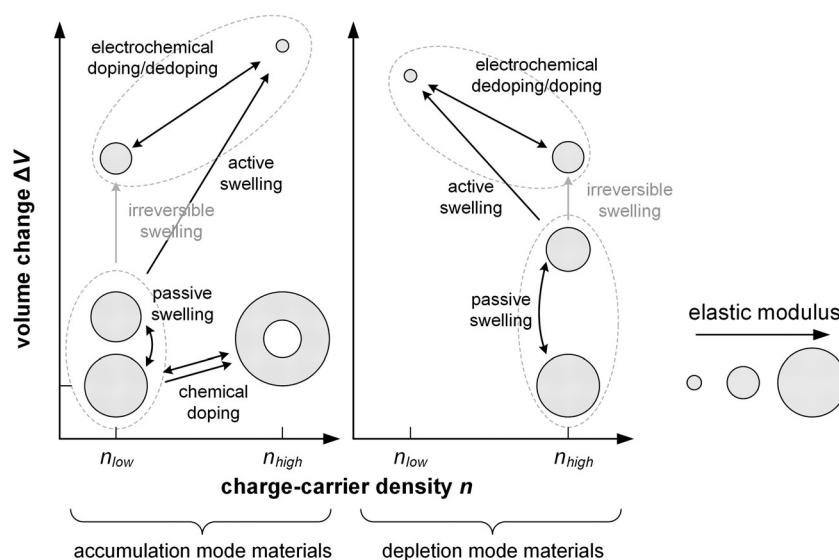 electrochemical
doping/dedoping
active
swelling
irreversible
swelling
passive
swelling
chemical
doping
volume change ΔV
n_low
n_high
electrochemical
dedoping/doping
active
swelling
irreversible
swelling
passive
swelling
n_low
n_high
elastic modulus
charge-carrier density n
accumulation mode materials
depletion mode materials